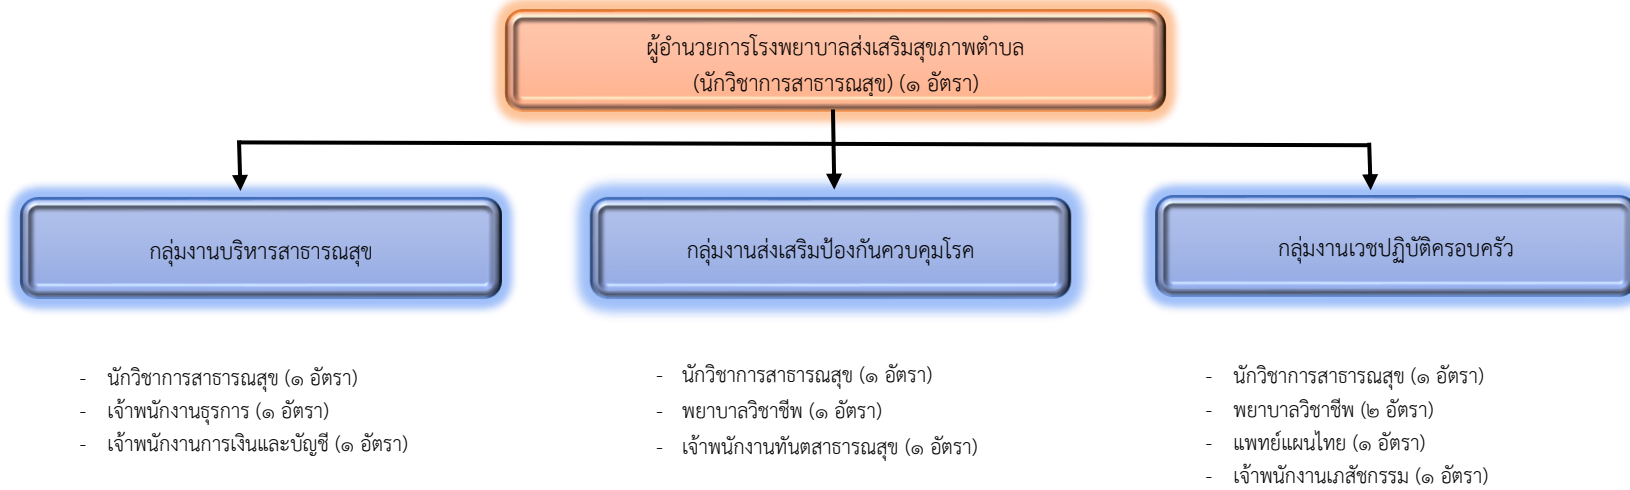 ผู้อำนวยการโรงพยาบาลส่งเสริมสุขภาพตำบล
(นักวิชาการสาธารณสุข) (๑ อัตรา)
กลุ่มงานบริหารสาธารณสุข
- นักวิชาการสาธารณสุข (๑ อัตรา)
- เจ้าพนักงานธุรการ (๑ อัตรา)
- เจ้าพนักงานการเงินและบัญชี (๑ อัตรา)
กลุ่มงานส่งเสริมป้องกันควบคุมโรค
- นักวิชาการสาธารณสุข (๑ อัตรา)
- พยาบาลวิชาชีพ (๑ อัตรา)
- เจ้าพนักงานทันตสาธารณสุข (๑ อัตรา)
กลุ่มงานเวชปฏิบัติครอบครัว
- นักวิชาการสาธารณสุข (๑ อัตรา)
- พยาบาลวิชาชีพ (๒ อัตรา)
- แพทย์แผนไทย (๑ อัตรา)
- เจ้าพนักงานเภสัชกรรม (๑ อัตรา)